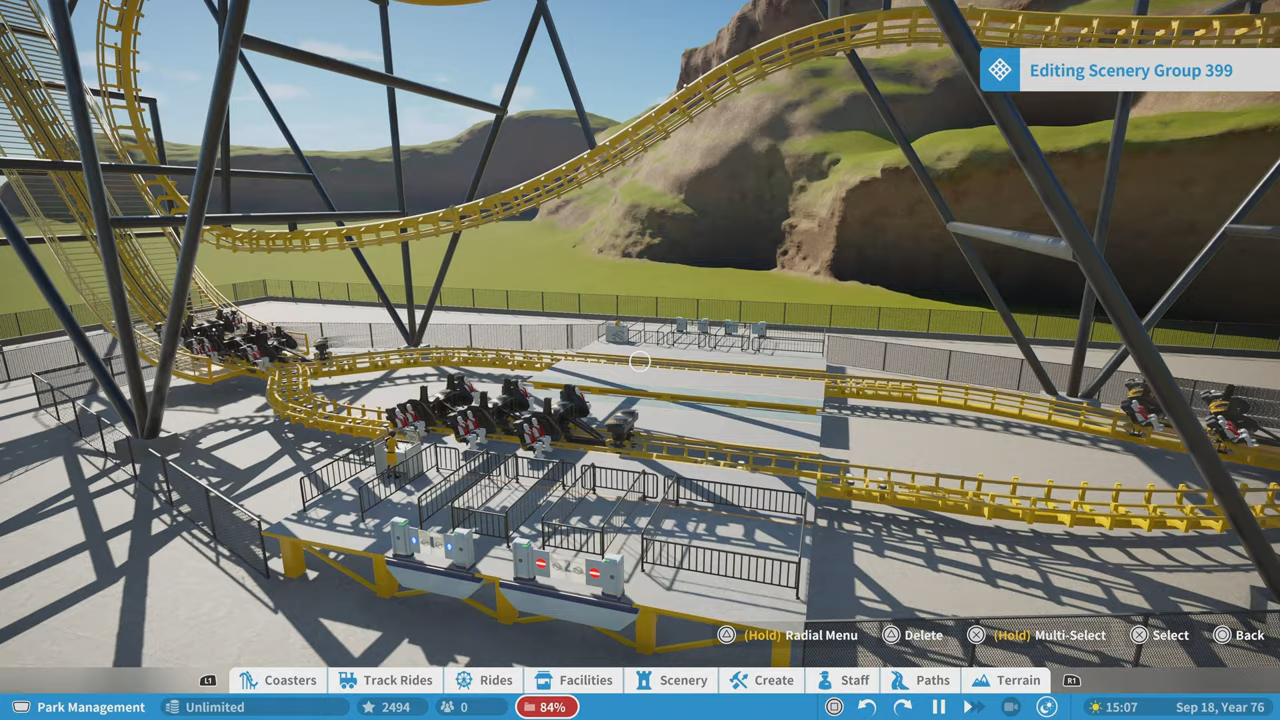 Editing Scenery Group 399
(Hold) Radial Menu
Delete
(Hold) Multi-Select
Select
Back
L1
Coasters
Track Rides
Rides
Facilities
Scenery
Create
Staff
Paths
Terrain
R1
Park Management
Unlimited
2494
0
84%
15:07
Sep 18, Year 76